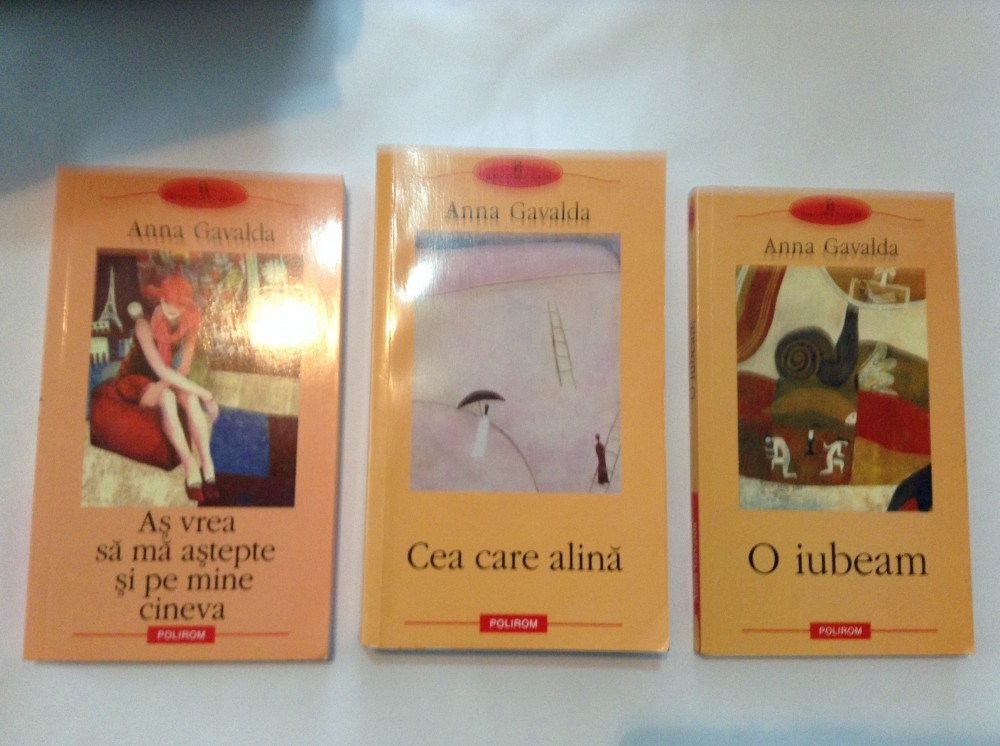 Anna Gavalda
Aş vrea
să mă aştepte
şi pe mine
cineva
POLIROM
Anna Gavalda
Cea care alină
POLIROM
Anna Gavalda
O iubeam
POLIROM
O iubeam